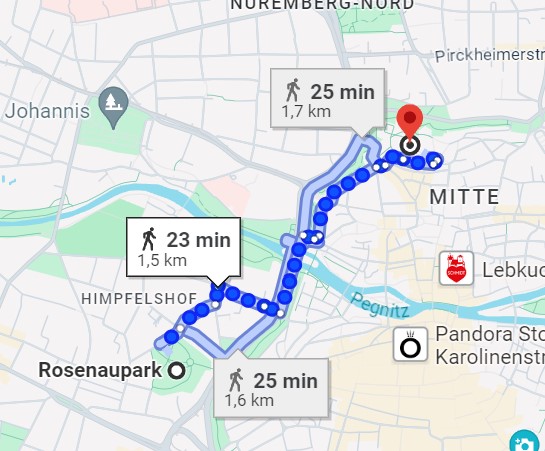 NUREMBERG-NORD
Pirckheimerstr
Johannis
25 min
1,7 km
MITTE
23 min
1,5 km
Lebkuc
SCHMIDT
HIMPFELSHOF
Pegnitz
Pandora Sto
Karolinenstr
Rosenaupark
25 min
1,6 km